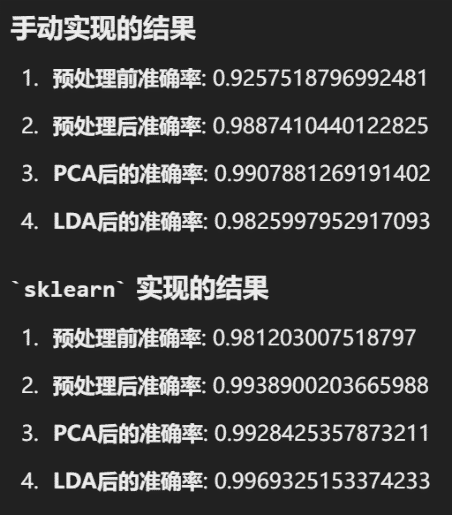 手动实现的结果
1. 预处理前准确率: 0.9257518796992481
2. 预处理后准确率: 0.9887410440122825
3. PCA后的准确率: 0.9907881269191402
4. LDA后的准确率: 0.9825997952917093
`sklearn` 实现的结果
1. 预处理前准确率: 0.981203007518797
2. 预处理后准确率: 0.9938900203665988
3. PCA后的准确率: 0.9928425357873211
4. LDA后的准确率: 0.9969325153374233